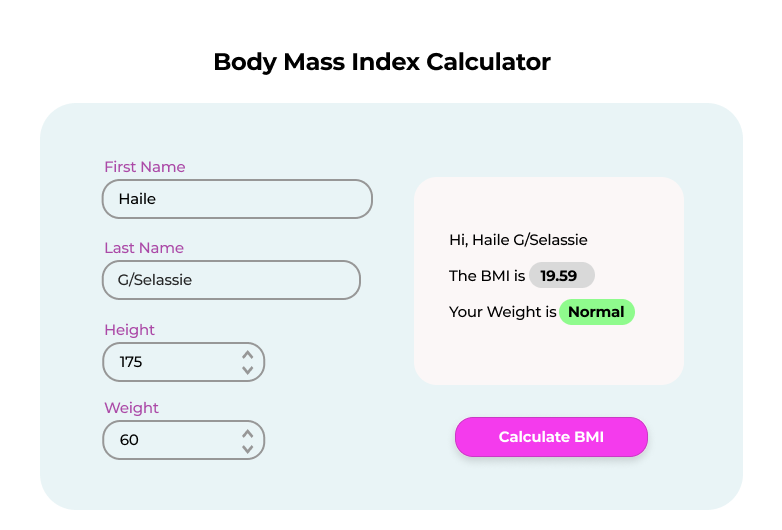 Body Mass Index Calculator
First Name
Haile
Last Name
G/Selassie
Height
175
Weight
60
Hi, Haile G/Selassie
The BMI is 19.59
Your Weight is Normal
Calculate BMI